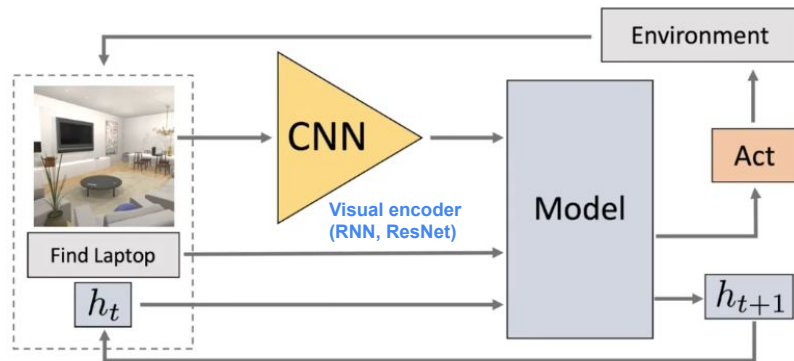 Environment
CNN
Act
Visual encoder
(RNN, ResNet)
Model
Find Laptop
h_t
h_{t+1}